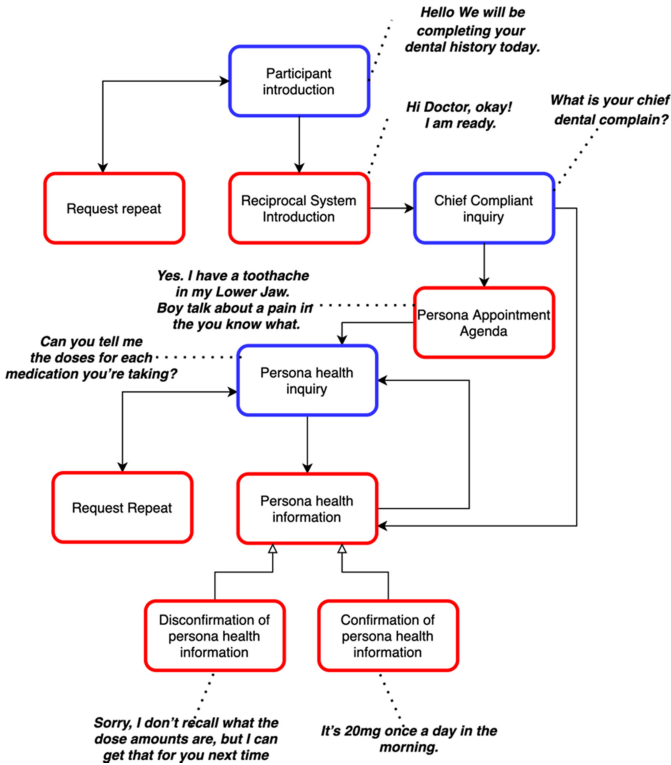 Hello We will be
completing your
dental history today.
Participant
introduction
Hi Doctor, okay!
I am ready.
What is your chief
dental complain?
Request repeat
Reciprocal System
Introduction
Chief Compliant
inquiry
Yes. I have a toothache
in my Lower Jaw.
Boy talk about a pain in
the you know what.
Persona Appointment
Agenda
Can you tell me
the doses for each
medication you're taking?
Persona health
inquiry
Request Repeat
Persona health
information
Disconfirmation of
persona health
information
Confirmation of
persona health
information
Sorry, I don't recall what the
dose amounts are, but I can
get that for you next time
It's 20mg once a day in the
morning.